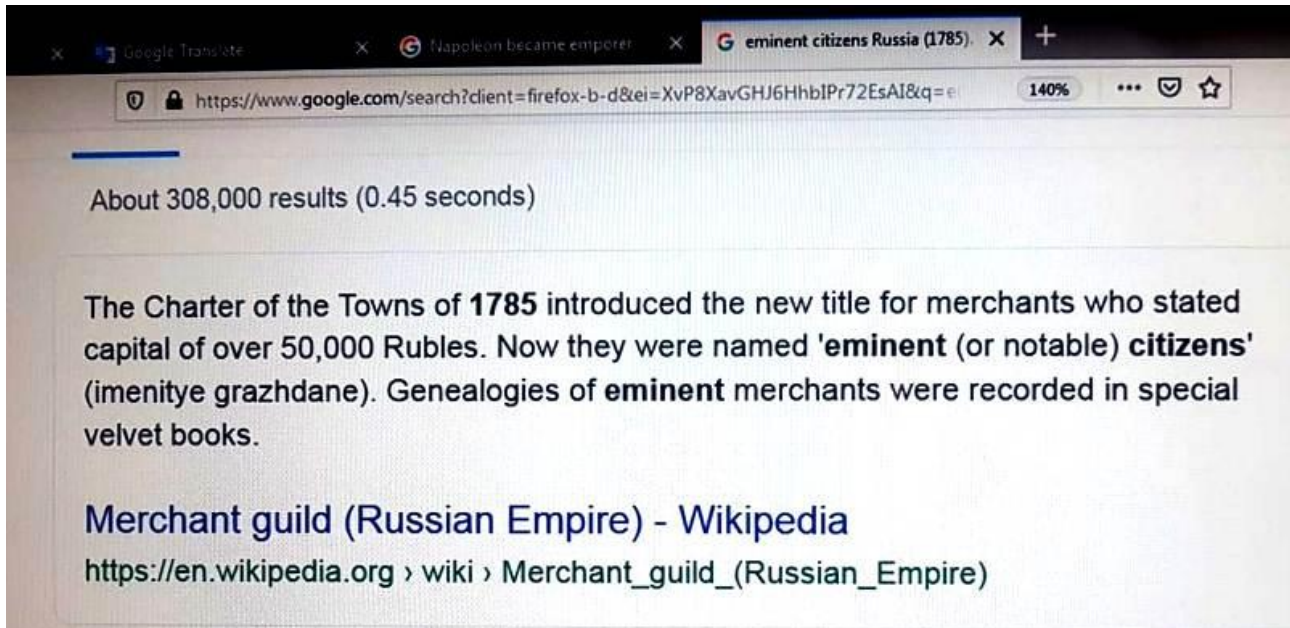 Google Translate
Napoleon became emporer
eminent citizens Russia (1785).
https://www.google.com/search?client=firefox-b-d&ei=XvP8XavGHJ6HhbIPr72EsAI&q=e
140%
About 308,000 results (0.45 seconds)
The Charter of the Towns of 1785 introduced the new title for merchants who stated
capital of over 50,000 Rubles. Now they were named 'eminent (or notable) citizens'
(imenitye grazhdane). Genealogies of eminent merchants were recorded in special
velvet books.
Merchant guild (Russian Empire) - Wikipedia
https://en.wikipedia.org › wiki › Merchant_guild_(Russian_Empire)